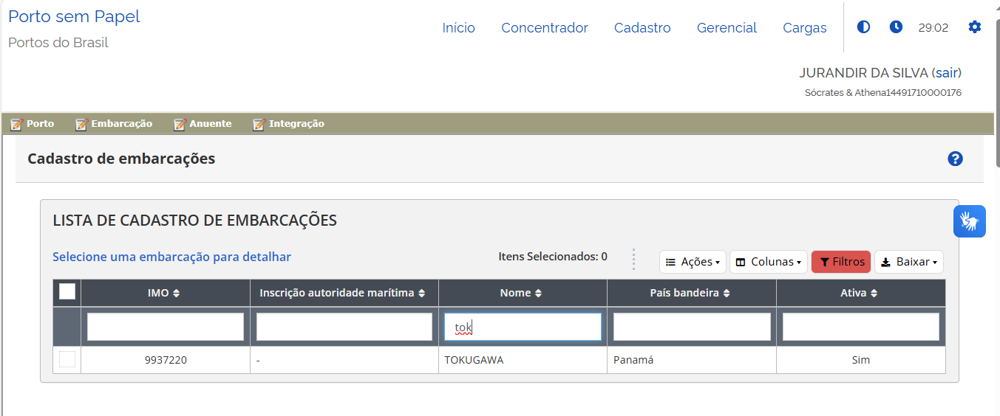 Porto sem Papel
Portos do Brasil
Início Concentrador Cadastro Gerencial Cargas 29:02
JURANDIR DA SILVA (sair)
Sócrates & Athena14491710000176
Porto Embarcação Anuente Integração
Cadastro de embarcações
LISTA DE CADASTRO DE EMBARCAÇÕES
Selecione uma embarcação para detalhar Itens Selecionados: 0 Ações Colunas Filtros Baixar
IMO Inscrição autoridade marítima Nome País bandeira Ativa
tok
9937220 - TOKUGAWA Panamá Sim